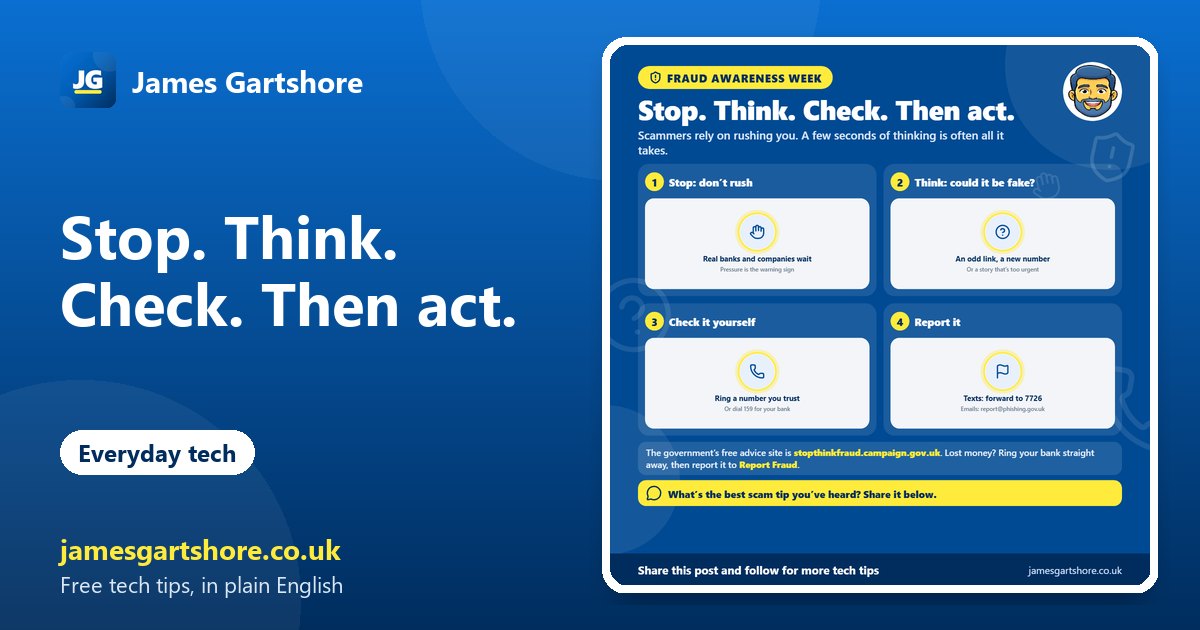 JG
James Gartshore
Stop. Think.
Check. Then act.
Everyday tech
jamesgartshore.co.uk
Free tech tips, in plain English
FRAUD AWARENESS WEEK
Stop. Think. Check. Then act.
Scammers rely on rushing you. A few seconds of thinking is often all it
takes.
1 Stop: don't rush
Real banks and companies wait
Pressure is the warning sign
2 Think: could it be fake?
An odd link, a new number
Or a story that's too urgent
3 Check it yourself
Ring a number you trust
Or dial 159 for your bank
4 Report it
Texts: forward to 7726
Emails: report@phishing.gov.uk
The government's free advice site is stopthinkfraud.campaign.gov.uk. Lost money? Ring your bank straight
away, then report it to Report Fraud.
What's the best scam tip you've heard? Share it below.
Share this post and follow for more tech tips
jamesgartshore.co.uk